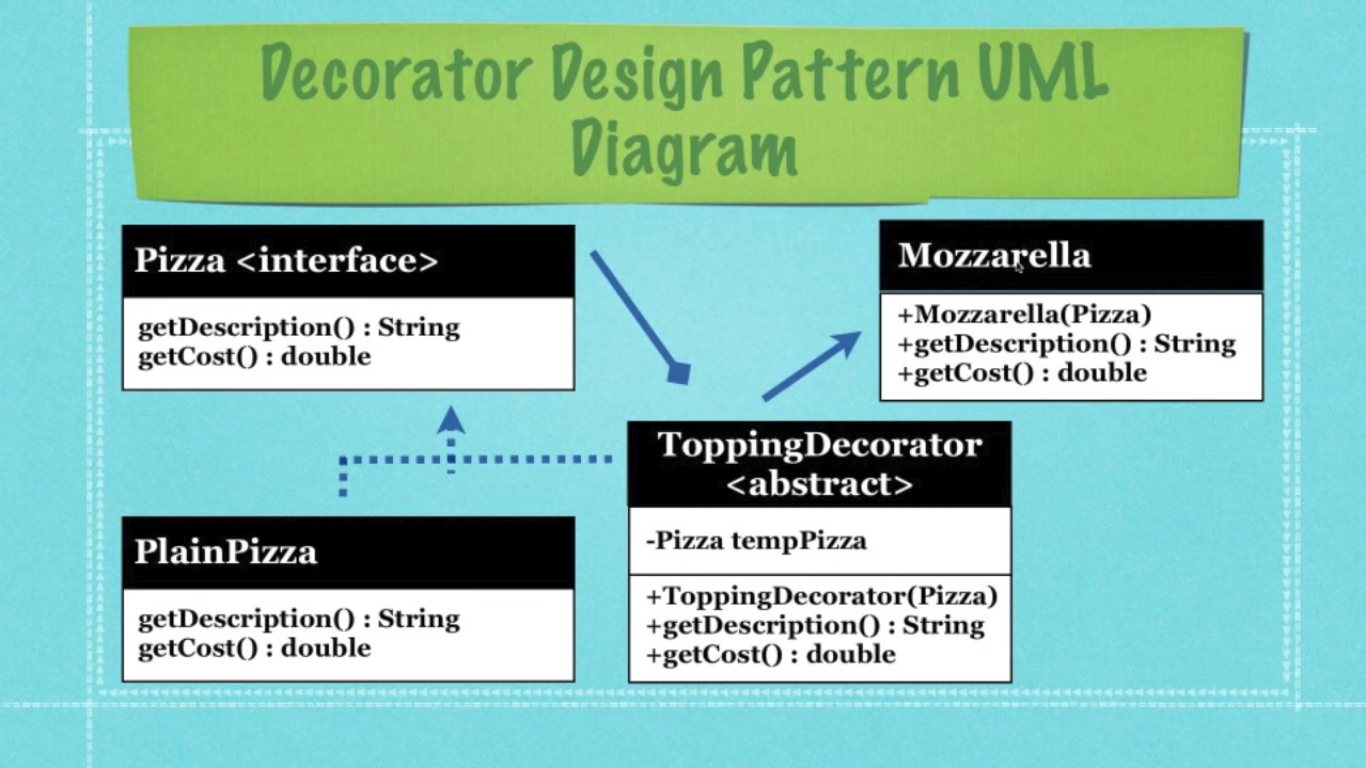 Decorator Design Pattern UML
Diagram
Pizza <interface>
getDescription() : String
getCost() : double
Mozzarella
+Mozzarella(Pizza)
+getDescription() : String
+getCost() : double
PlainPizza
getDescription() : String
getCost() : double
ToppingDecorator
<abstract>
-Pizza tempPizza
+ToppingDecorator(Pizza)
+getDescription() : String
+getCost() : double